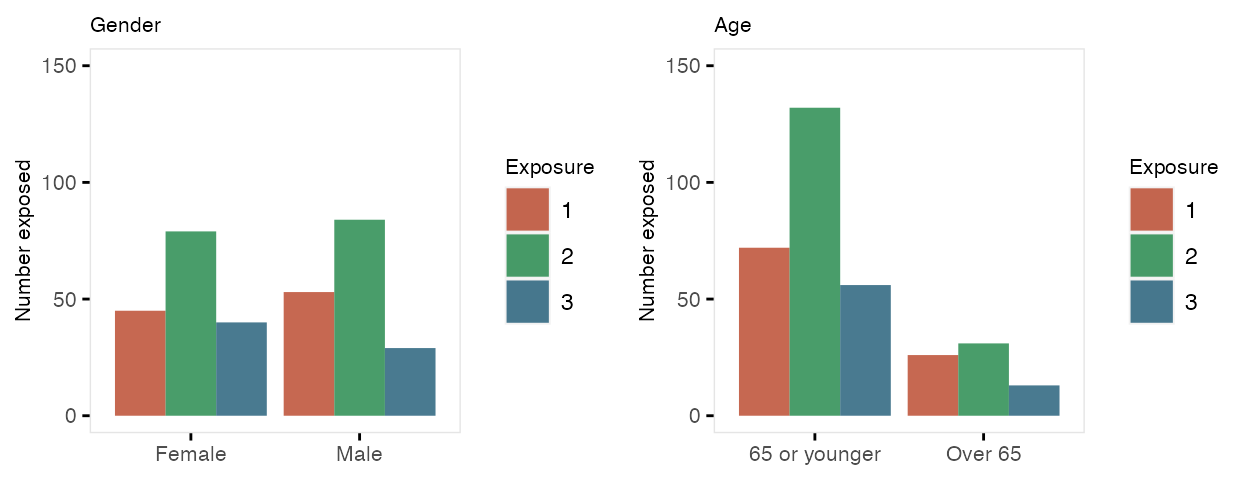 Gender
150
100
50
0
Number exposed
Female Male
Exposure
1
2
3
Age
150
100
50
0
Number exposed
65 or younger Over 65
Exposure
1
2
3